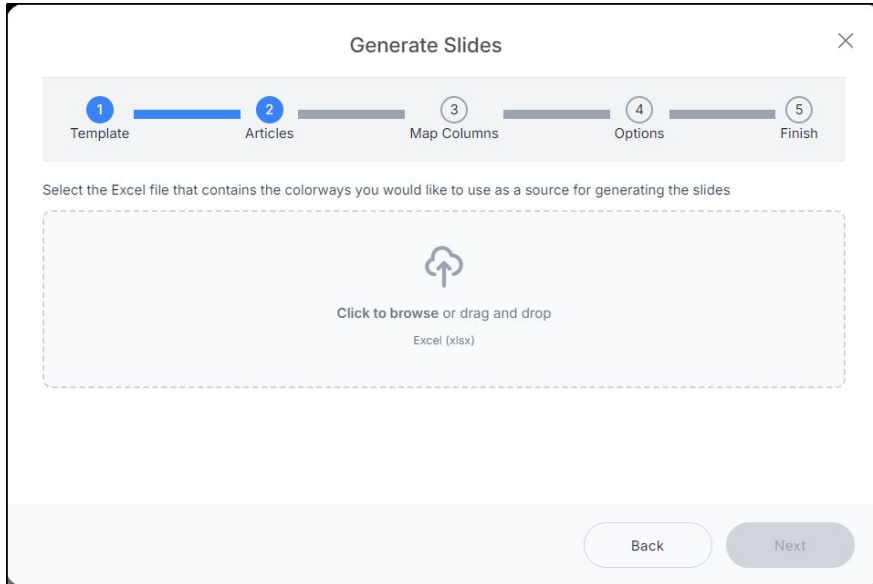 Generate Slides
1 2 3 4 5
Template Articles Map Columns Options Finish
Select the Excel file that contains the colorways you would like to use as a source for generating the slides
Click to browse or drag and drop
Excel (xlsx)
Back Next